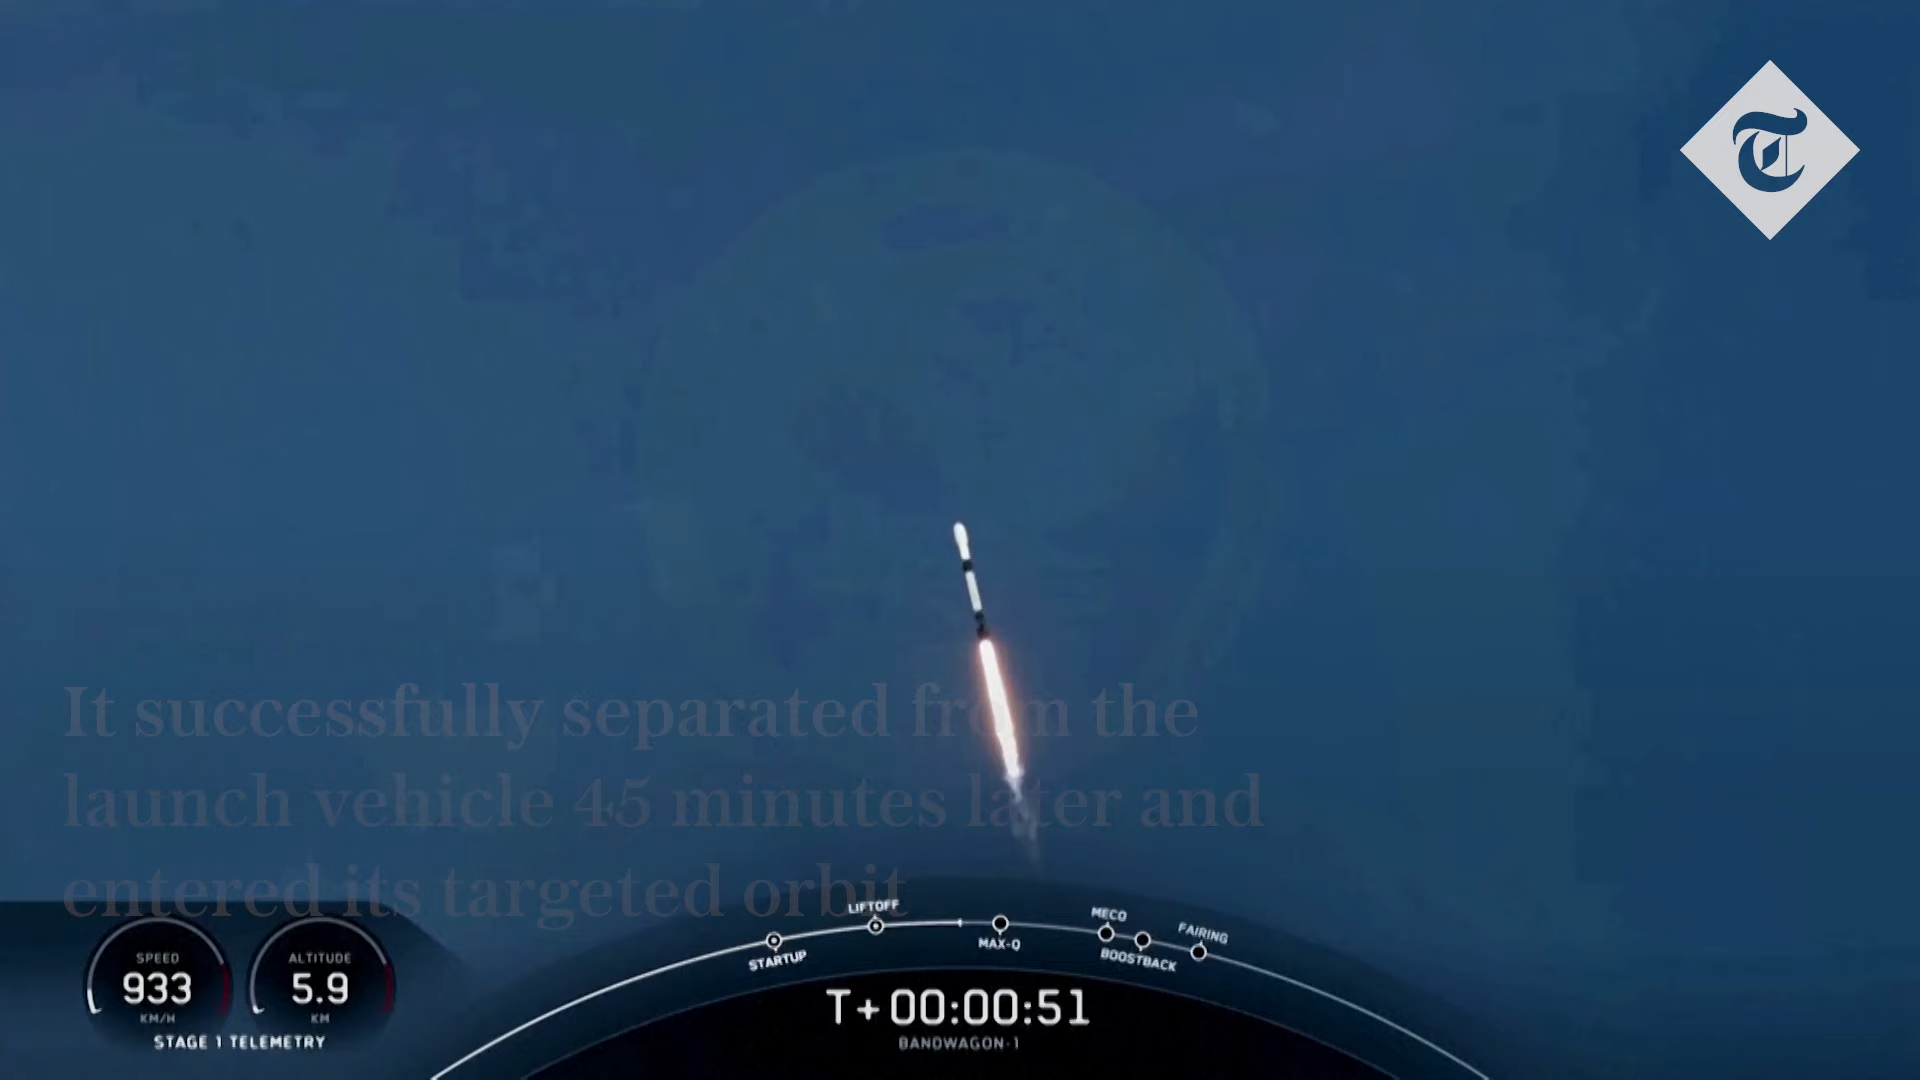 T
It successfully separated from the
launch vehicle 45 minutes later and
entered its targeted orbit
LIFTOFF
MECO
FAIRING
STARTUP
MAX-Q
BOOSTBACK
SPEED
933
KM/H
ALTITUDE
5.9
KM
STAGE 1 TELEMETRY
T+00:00:51
BANDWAGON-1